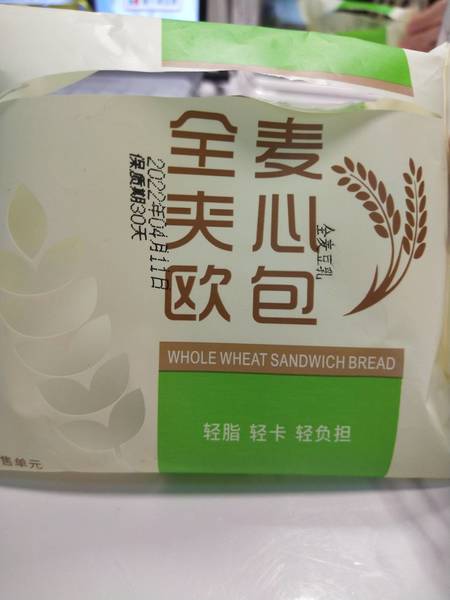 全麦
夹心
欧包
全麦豆乳
2022年04月11日
保质期30天
WHOLE WHEAT SANDWICH BREAD
轻脂 轻卡 轻负担
售单元